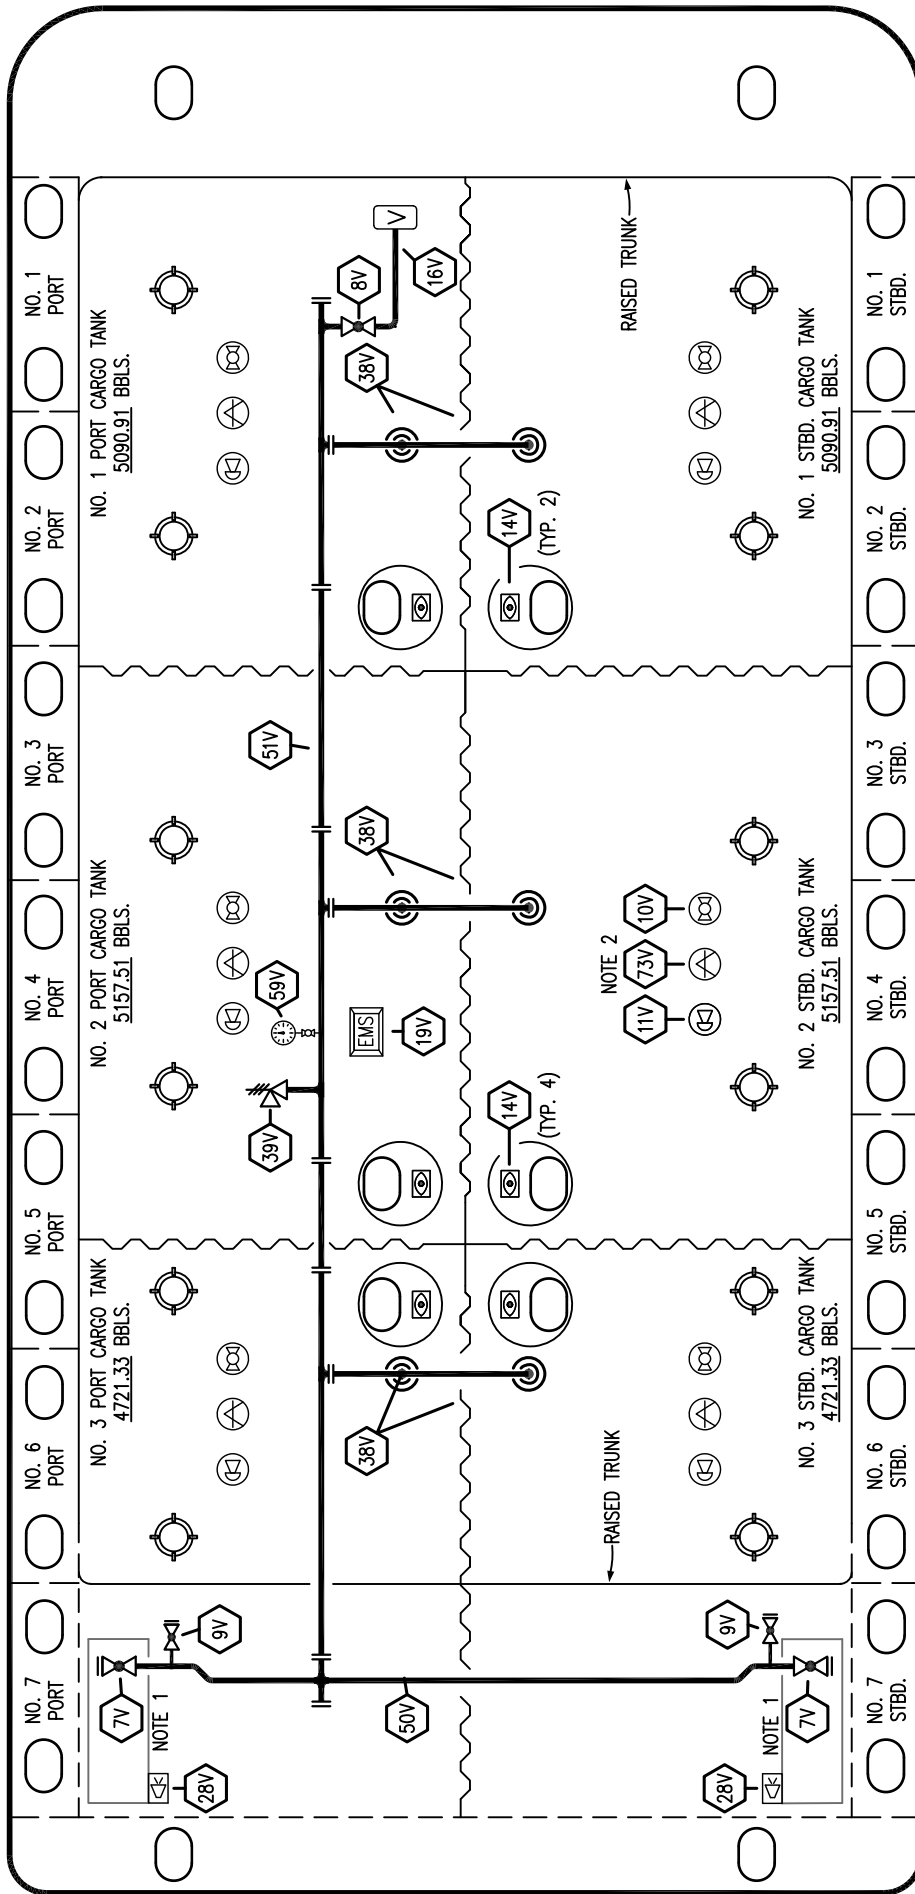 NO. 7
PORT
NO. 6
PORT
NO. 5
PORT
NO. 4
PORT
NO. 3
PORT
NO. 2
PORT
NO. 1
PORT
NO. 3 PORT CARGO TANK
4721.33 BBLS.
NO. 2 PORT CARGO TANK
5157.51 BBLS.
NO. 1 PORT CARGO TANK
5090.91 BBLS.
7V
NOTE 1
28V
9V
39V
59V
51V
8V
V
16V
50V
38V
EMS
19V
38V
38V
14V
(TYP. 4)
14V
(TYP. 2)
RAISED TRUNK
RAISED TRUNK
NOTE 2
11V
73V
10V
28V
NOTE 1
7V
9V
NO. 3 STBD. CARGO TANK
4721.33 BBLS.
NO. 2 STBD. CARGO TANK
5157.51 BBLS.
NO. 1 STBD. CARGO TANK
5090.91 BBLS.
NO. 7
STBD.
NO. 6
STBD.
NO. 5
STBD.
NO. 4
STBD.
NO. 3
STBD.
NO. 2
STBD.
NO. 1
STBD.